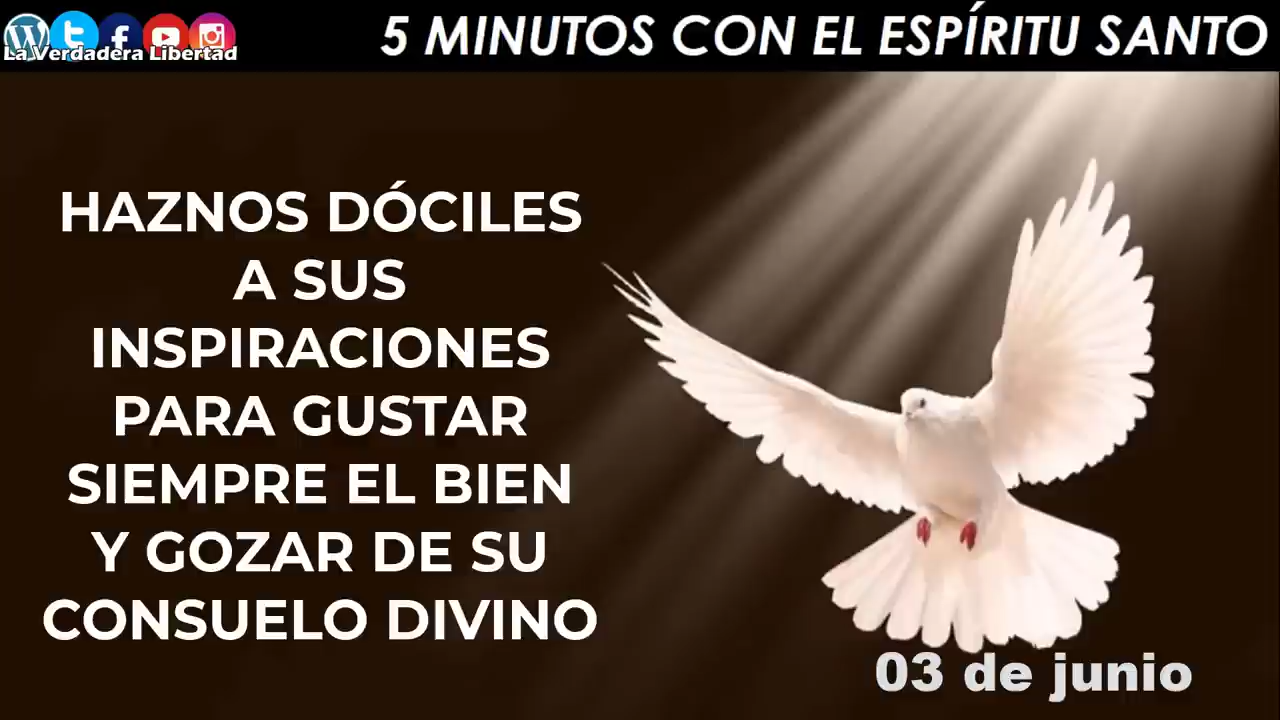 5 MINUTOS CON EL ESPÍRITU SANTO
La Verdadera Libertad
HAZNOS DÓCILES
A SUS
INSPIRACIONES
PARA GUSTAR
SIEMPRE EL BIEN
Y GOZAR DE SU
CONSUELO DIVINO
03 de junio